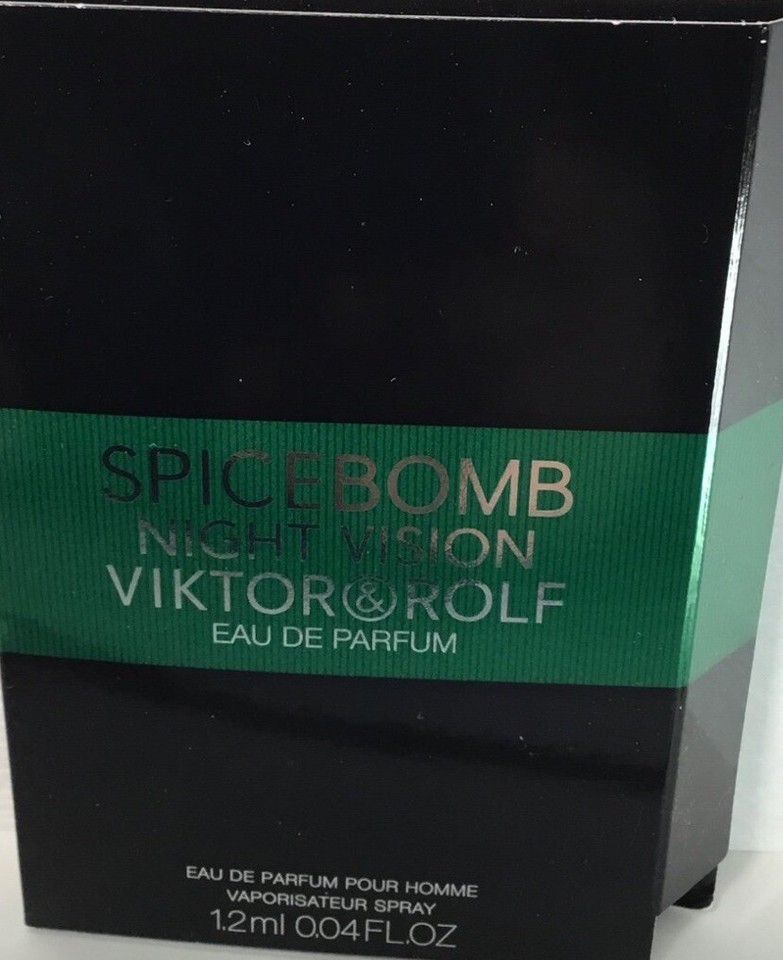 SPICEBOMB
NIGHT VISION
VIKTOR&ROLF
EAU DE PARFUM
EAU DE PARFUM POUR HOMME
VAPORISATEUR SPRAY
1.2ml 0.04FL.OZ